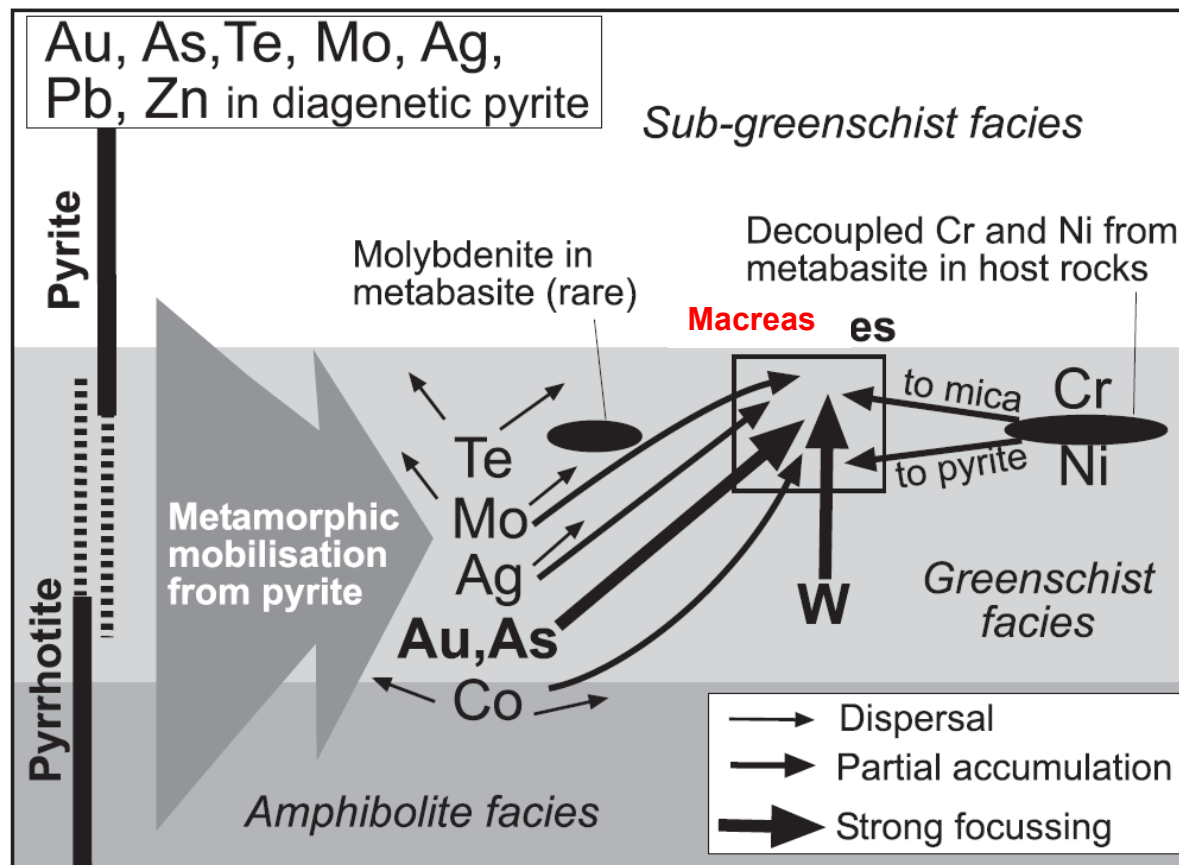 Au, As,Te, Mo, Ag,
Pb, Zn in diagenetic pyrite
Sub-greenschist facies
Pyrite
Molybdenite in
metabasite (rare)
Decoupled Cr and Ni from
metabasite in host rocks
Macreas es
to mica
Cr
Te
to pyrite
Ni
Metamorphic
mobilisation
from pyrite
Mo
Ag
Au,As
Co
W
Greenschist
facies
Pyrrhotite
Amphibolite facies
Dispersal
Partial accumulation
Strong focussing